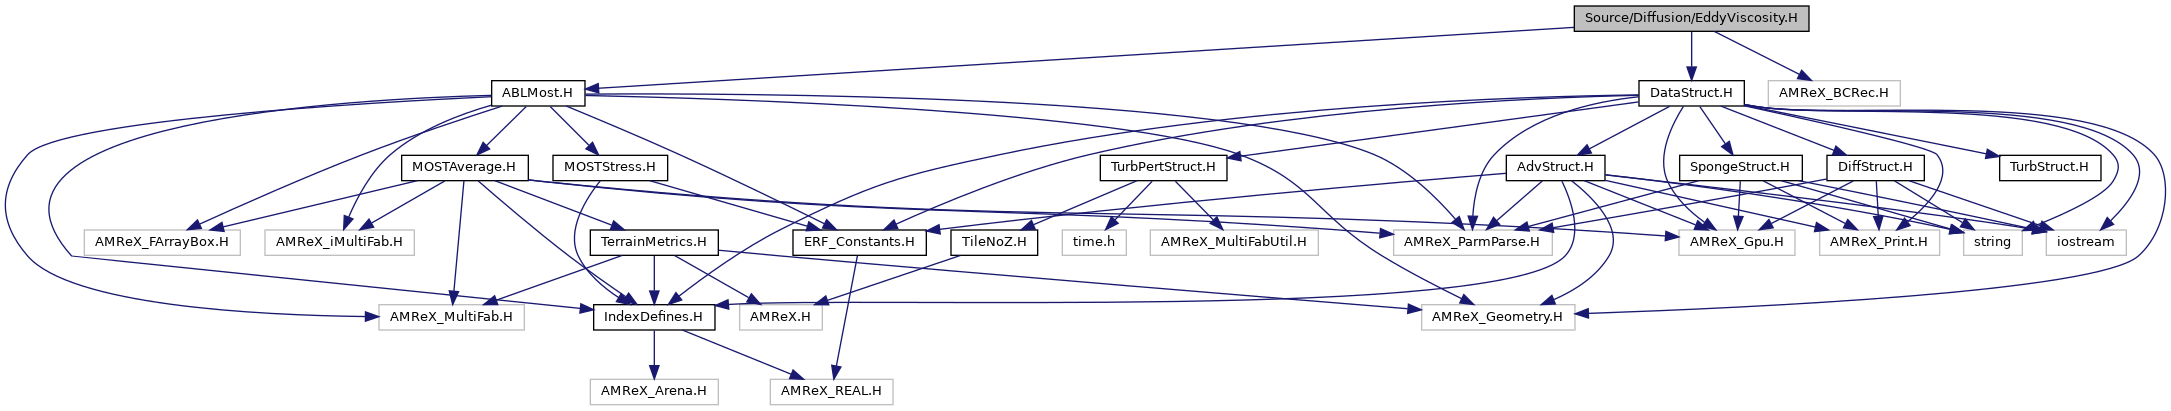 Source/Diffusion/EddyViscosity.H
ABLMost.H
DataStruct.H
AMReX_BCRec.H
MOSTAverage.H
MOSTStress.H
TurbPertStruct.H
AdvStruct.H
SpongeStruct.H
DiffStruct.H
TurbStruct.H
AMReX_FArrayBox.H
AMReX_iMultiFab.H
TerrainMetrics.H
ERF_Constants.H
TileNoZ.H
time.h
AMReX_MultiFabUtil.H
AMReX_ParmParse.H
AMReX_Gpu.H
AMReX_Print.H
string
iostream
AMReX_MultiFab.H
IndexDefines.H
AMReX.H
AMReX_Geometry.H
AMReX_Arena.H
AMReX_REAL.H